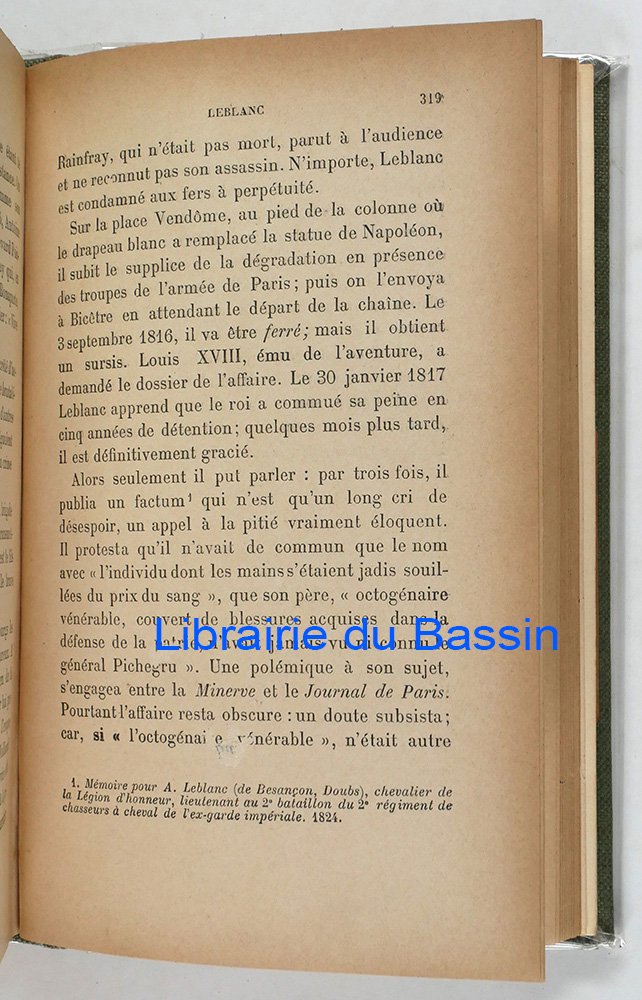 LEBLANC 319
Rainfray, qui n'était pas mort, parut à l'audience
et ne reconnut pas son assassin. N'importe, Leblanc
est condamné aux fers à perpétuité.
Sur la place Vendôme, au pied de la colonne où
le drapeau blanc a remplacé la statue de Napoléon,
il subit le supplice de la dégradation en présence
des troupes de l'armée de Paris; puis on l'envoya
à Bicêtre en attendant le départ de la chaîne. Le
3 septembre 1816, il va être ferré; mais il obtient
un sursis. Louis XVIII, ému de l'aventure, a
demandé le dossier de l'affaire. Le 30 janvier 1817
Leblanc apprend que le roi a commué sa peine en
cinq années de détention; quelques mois plus tard,
il est définitivement gracié.
Alors seulement il put parler : par trois fois, il
publia un factum¹ qui n'est qu'un long cri de
désespoir, un appel à la pitié vraiment éloquent.
Il protesta qu'il n'avait de commun que le nom
avec « l'individu dont les mains s'étaient jadis souil-
lées du prix du sang », que son père, « octogénaire
vénérable, couvert de blessures acquises dans la
défense de la patrie, n'avait jamais vu ni connu le
général Pichegru ». Une polémique à son sujet,
s'engagea entre la Minerve et le Journal de Paris.
Pourtant l'affaire resta obscure : un doute subsista;
car, si « l'octogénai e vénérable », n'était autre
1. Mémoire pour A. Leblanc (de Besançon, Doubs), chevalier de
la Légion d'honneur, lieutenant au 2e bataillon du 2e régiment de
chasseurs à cheval de l'ex-garde impériale. 1824.
Librairie du Bassin